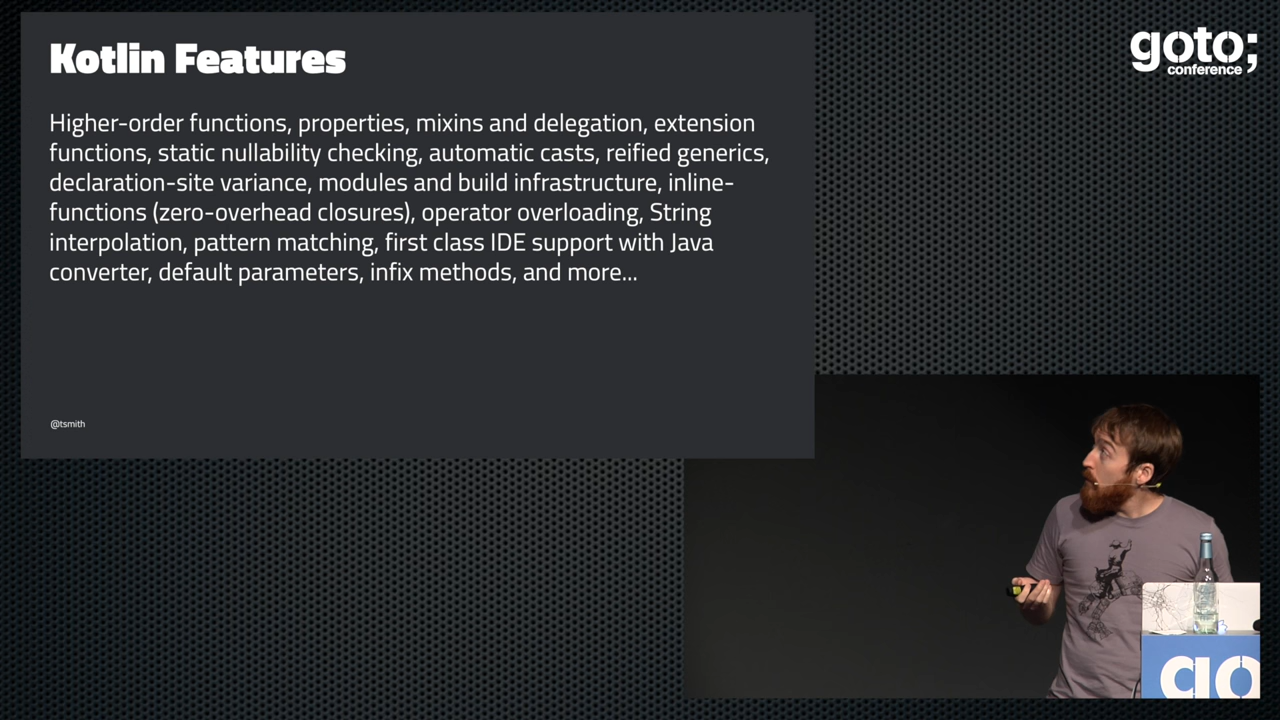 Kotlin Features
Higher-order functions, properties, mixins and delegation, extension
functions, static nullability checking, automatic casts, reified generics,
declaration-site variance, modules and build infrastructure, inline-
functions (zero-overhead closures), operator overloading, String
interpolation, pattern matching, first class IDE support with Java
converter, default parameters, infix methods, and more...
@tsmith
goto;
conference